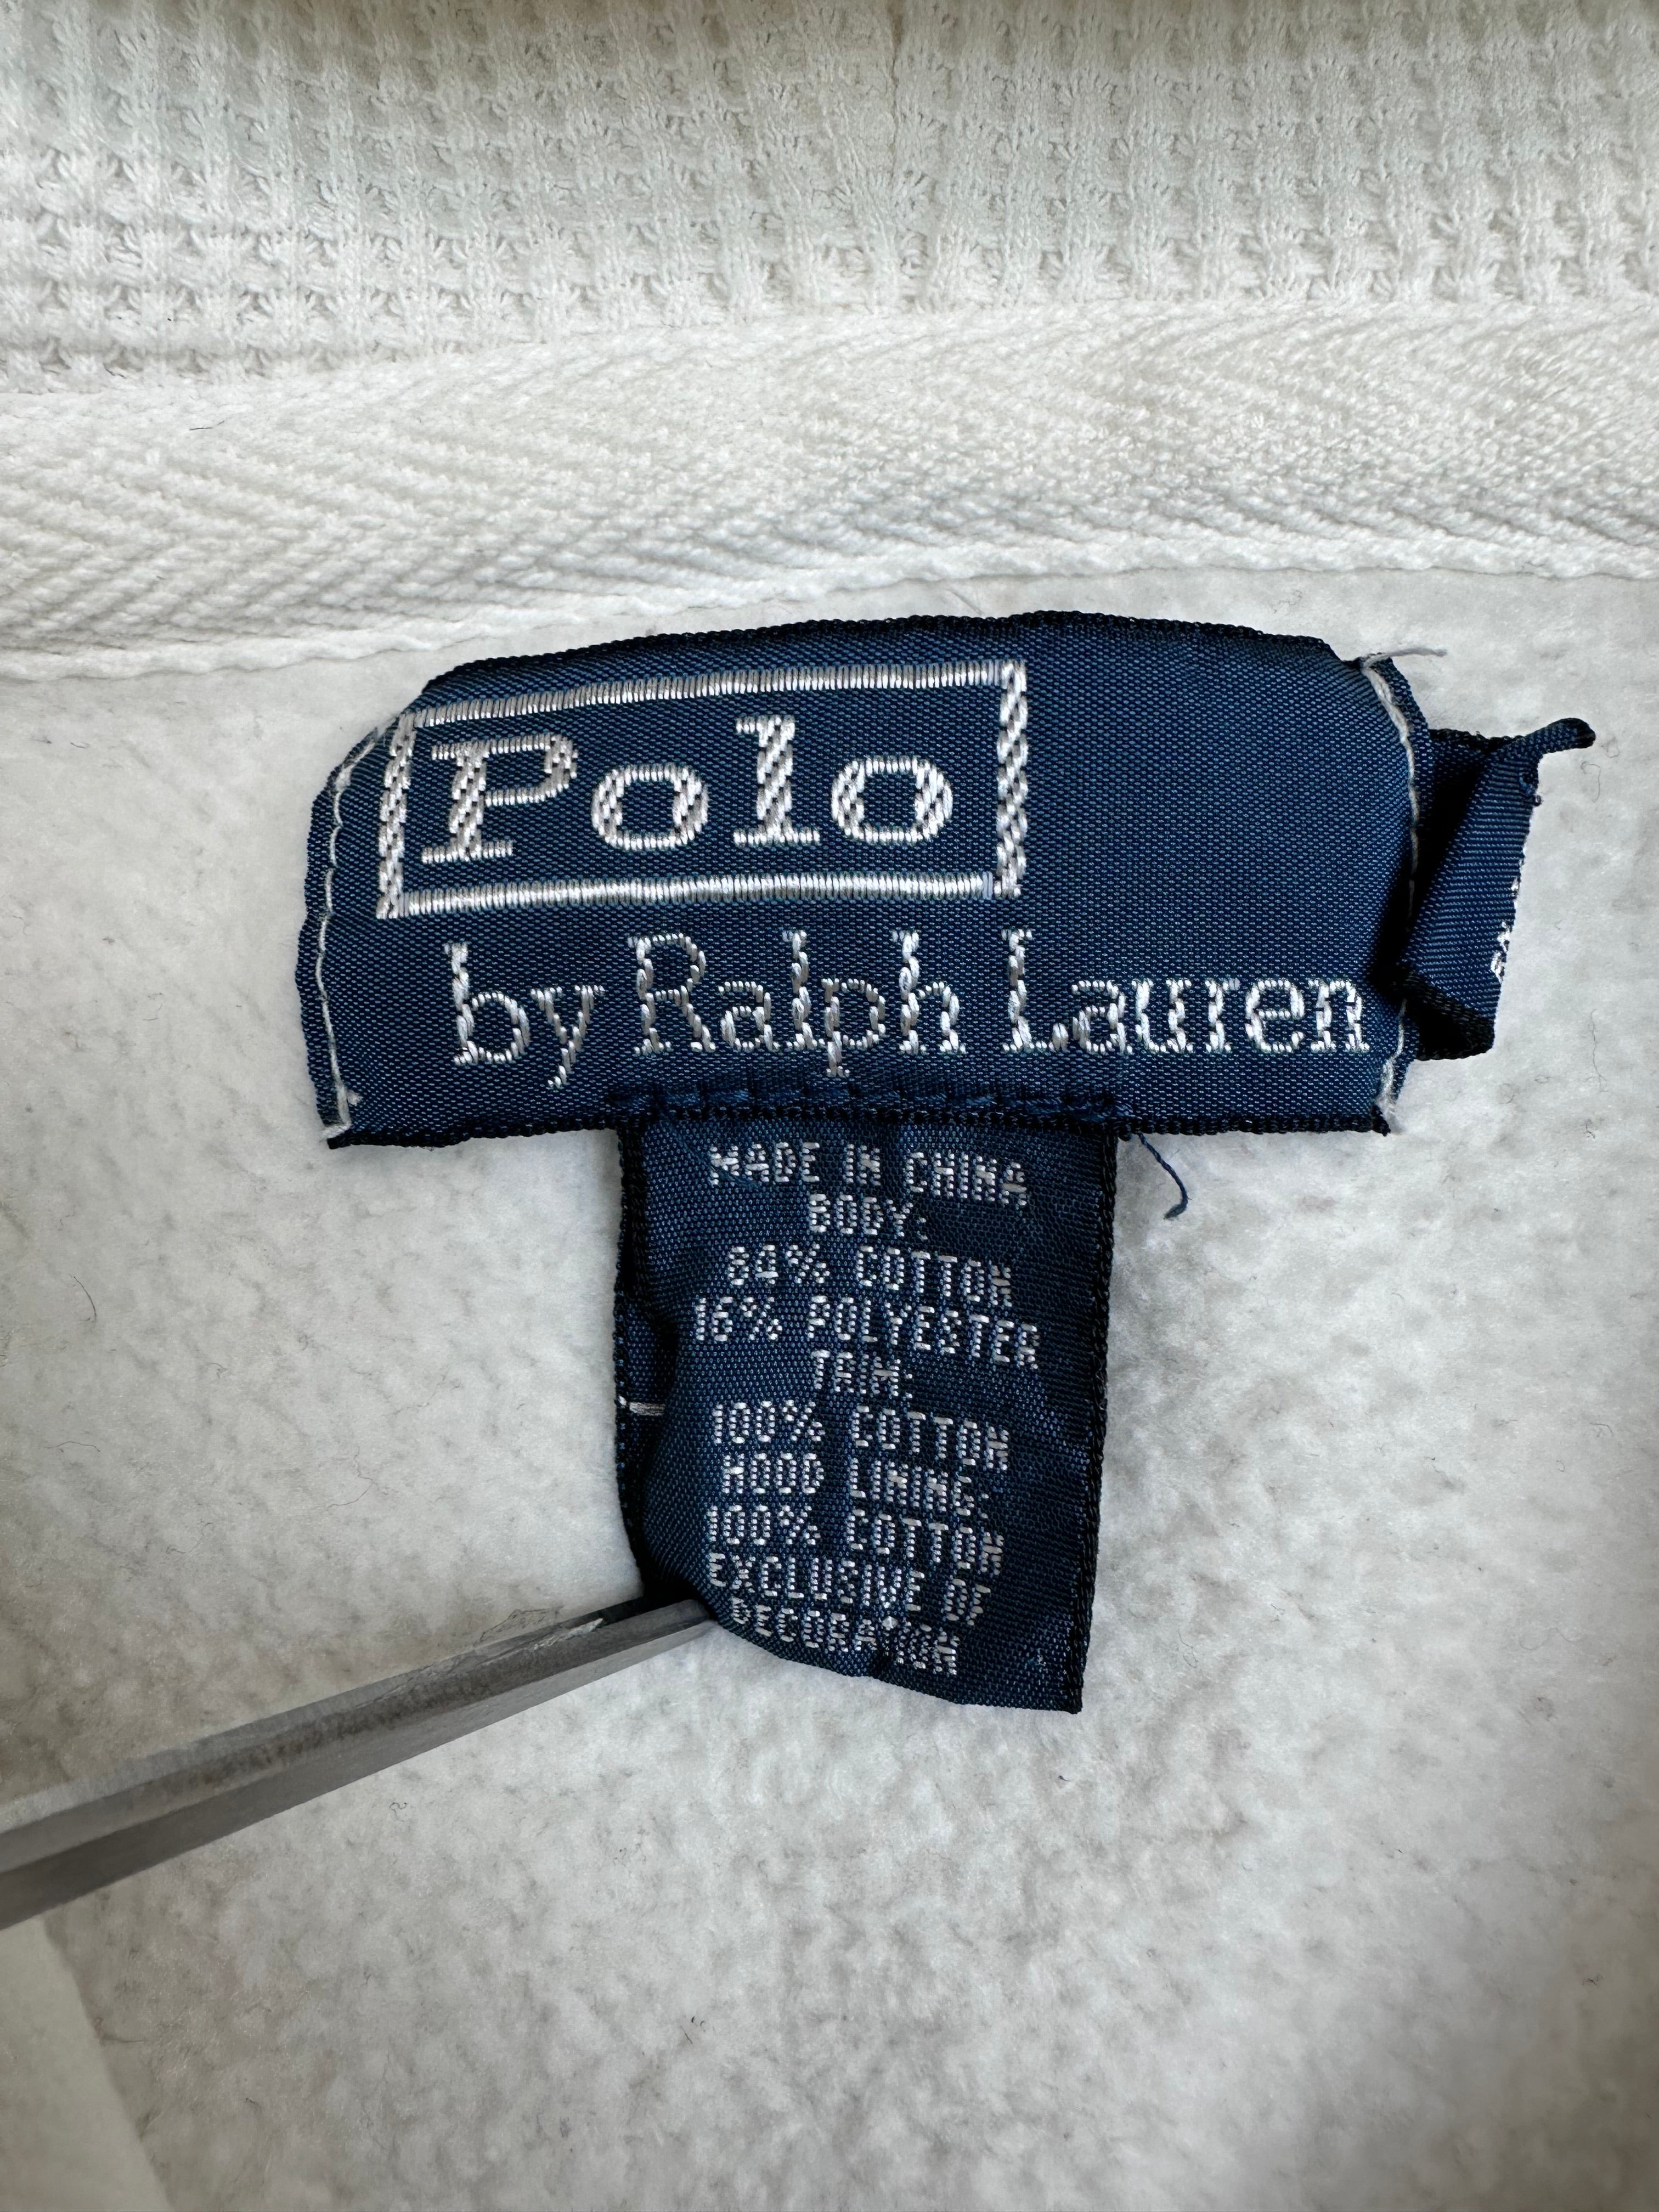 Polo
by Ralph Lauren
MADE IN CHINA
BODY:
84% COTTON
16% POLYESTER
TRIM:
100% COTTON
HOOD LINING:
100% COTTON
EXCLUSIVE OF
DECORATION